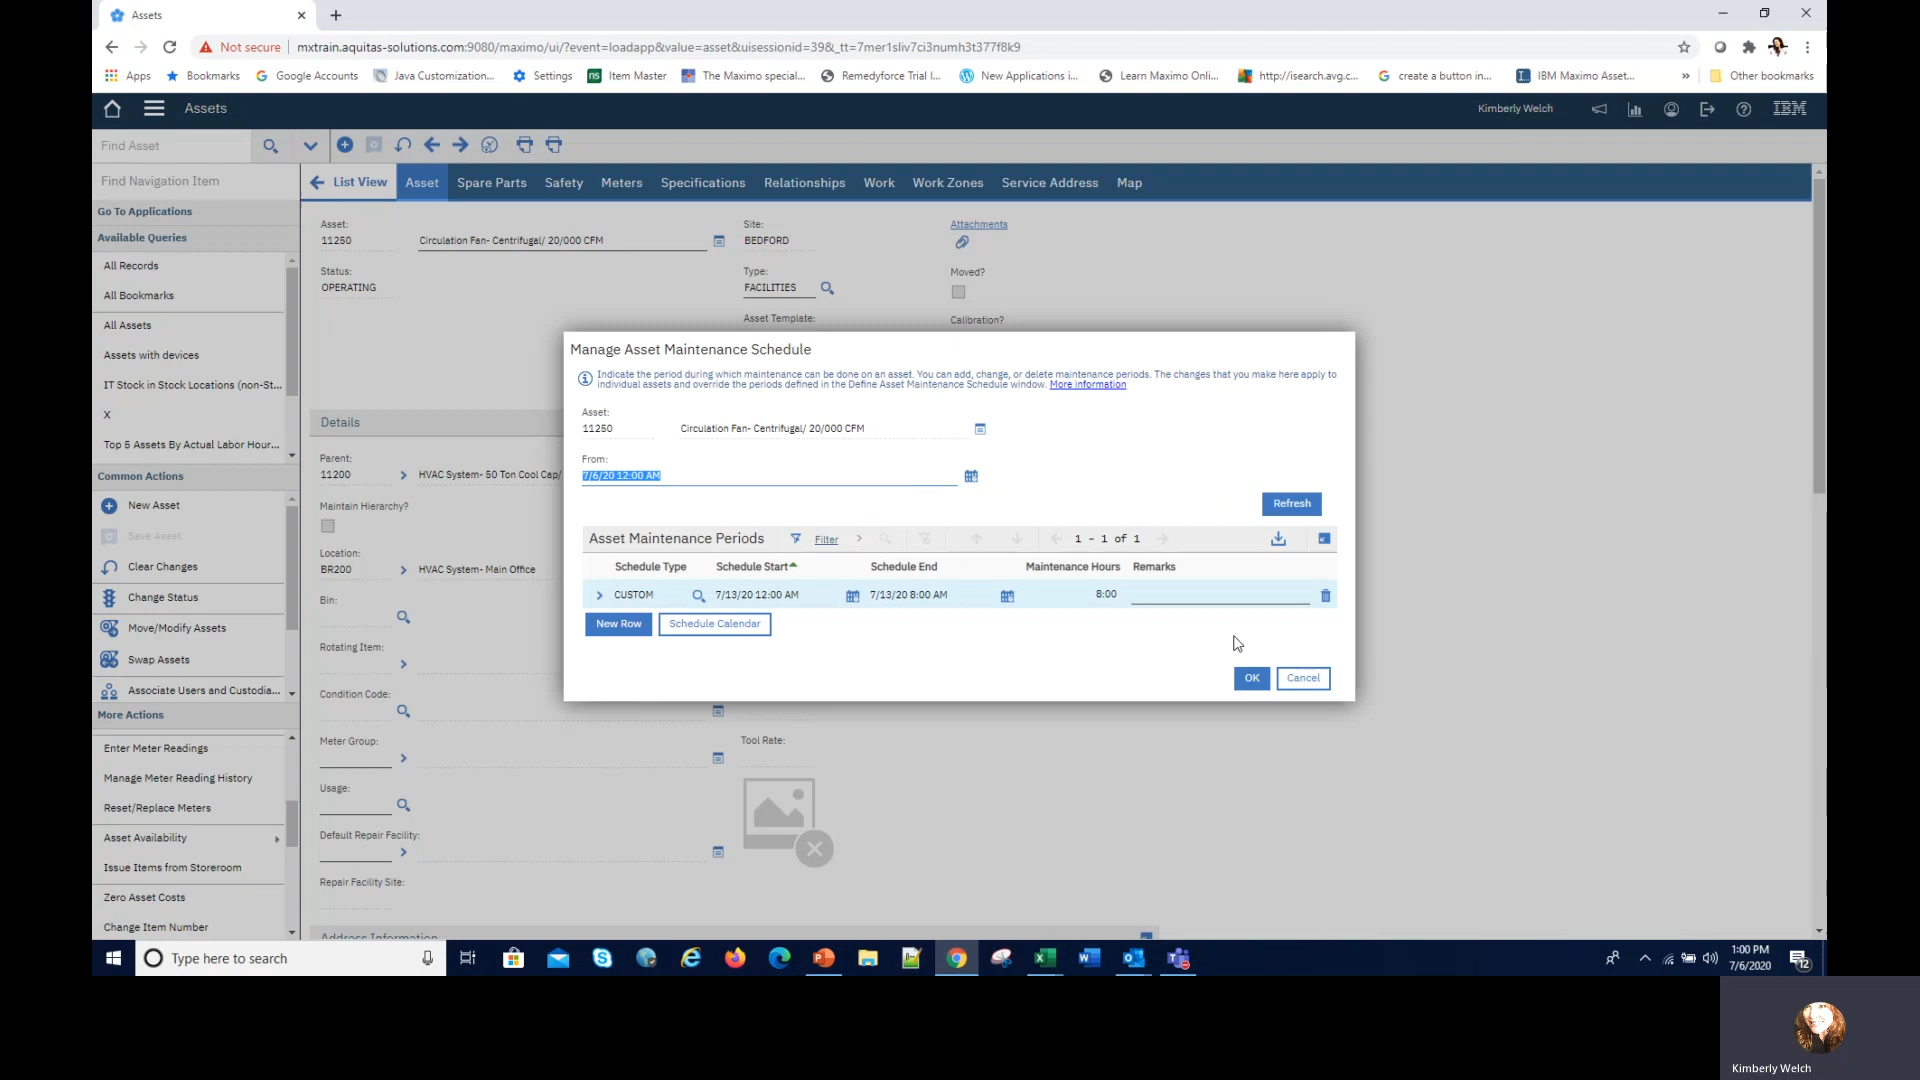 Assets
Not secure | mxtrain.aquitas-solutions.com:9080/maximo/ui/?event=loadapp&value=asset&uisessionid=39&_tt=7mer1sliv7ci3numh3t377f8k9
Apps Bookmarks Google Accounts Java Customization... Settings ns Item Master The Maximo special... Remedyforce Trial I... New Applications i... Learn Maximo Onli... http://isearch.avg.c... create a button in... IBM Maximo Asset... » Other bookmarks
Assets Kimberly Welch IBM
Find Asset
Find Navigation Item
List View Asset Spare Parts Safety Meters Specifications Relationships Work Work Zones Service Address Map
Go To Applications
Available Queries
All Records
All Bookmarks
All Assets
Assets with devices
IT Stock in Stock Locations (non-St...
X
Top 5 Assets By Actual Labor Hour...
Common Actions
New Asset
Save Asset
Clear Changes
Change Status
Move/Modify Assets
Swap Assets
Associate Users and Custodia...
More Actions
Enter Meter Readings
Manage Meter Reading History
Reset/Replace Meters
Asset Availability
Issue Items from Storeroom
Zero Asset Costs
Change Item Number
Asset: Site: Attachments
11250 Circulation Fan- Centrifugal/ 20/000 CFM BEDFORD
Status: Type: Moved?
OPERATING FACILITIES
Asset Template: Calibration?
Details
Parent:
11200 HVAC System- 50 Ton Cool Cap/
Maintain Hierarchy?
Location:
BR200 HVAC System- Main Office
Bin:
Rotating Item:
Condition Code:
Meter Group: Tool Rate:
Usage:
Default Repair Facility:
Repair Facility Site:
Address Information
Manage Asset Maintenance Schedule
Indicate the period during which maintenance can be done on an asset. You can add, change, or delete maintenance periods. The changes that you make here apply to
individual assets and override the periods defined in the Define Asset Maintenance Schedule window. More information
Asset:
11250 Circulation Fan- Centrifugal/ 20/000 CFM
From:
7/6/20 12:00 AM
Refresh
Asset Maintenance Periods Filter 1 - 1 of 1
Schedule Type Schedule Start Schedule End Maintenance Hours Remarks
CUSTOM 7/13/20 12:00 AM 7/13/20 8:00 AM 8:00
New Row Schedule Calendar
OK Cancel
Type here to search
1:00 PM
7/6/2020
12
Kimberly Welch